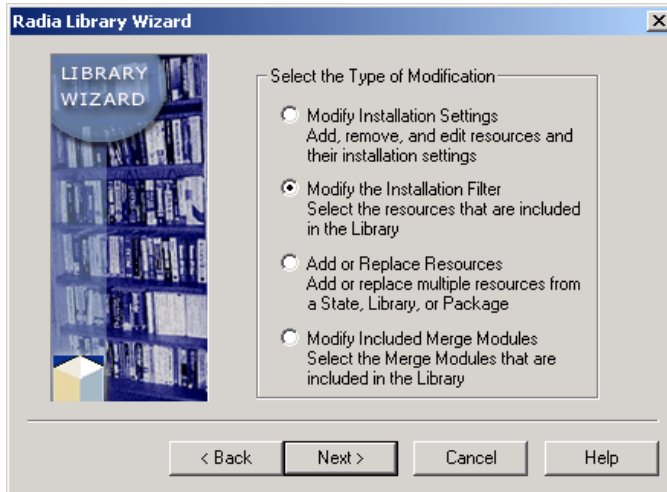 Radia Library Wizard
LIBRARY
WIZARD
Select the Type of Modification
Modify Installation Settings
Add, remove, and edit resources and
their installation settings
Modify the Installation Filter
Select the resources that are included
in the Library
Add or Replace Resources
Add or replace multiple resources from
a State, Library, or Package
Modify Included Merge Modules
Select the Merge Modules that are
included in the Library
< Back
Next >
Cancel
Help